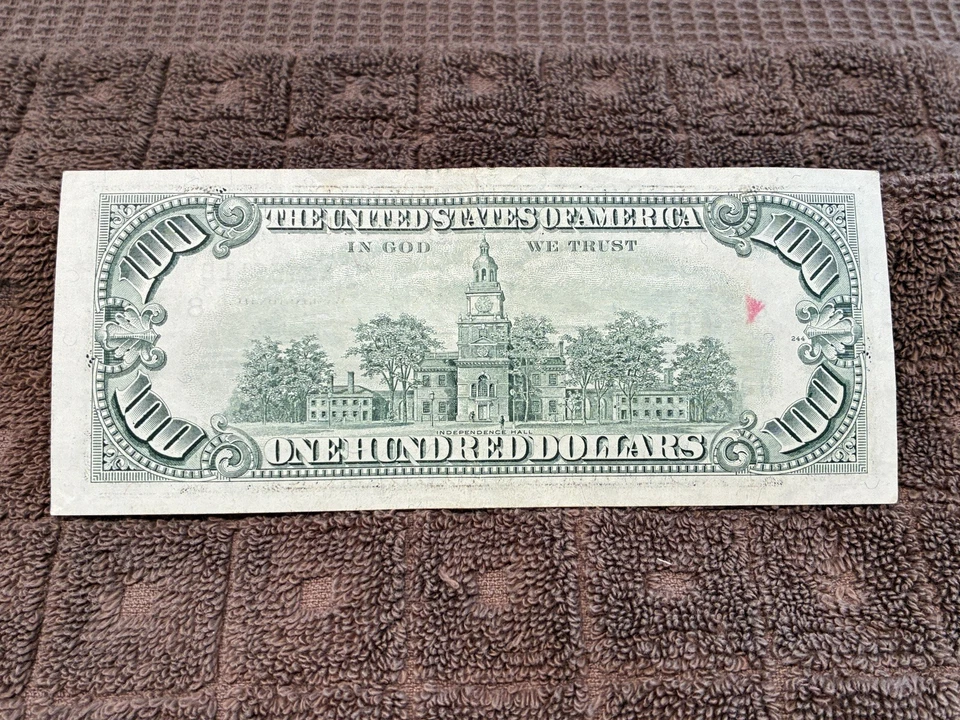 100
THE UNITED STATES OF AMERICA
100
IN GOD WE TRUST
244
INDEPENDENCE HALL
100
ONE HUNDRED DOLLARS
100